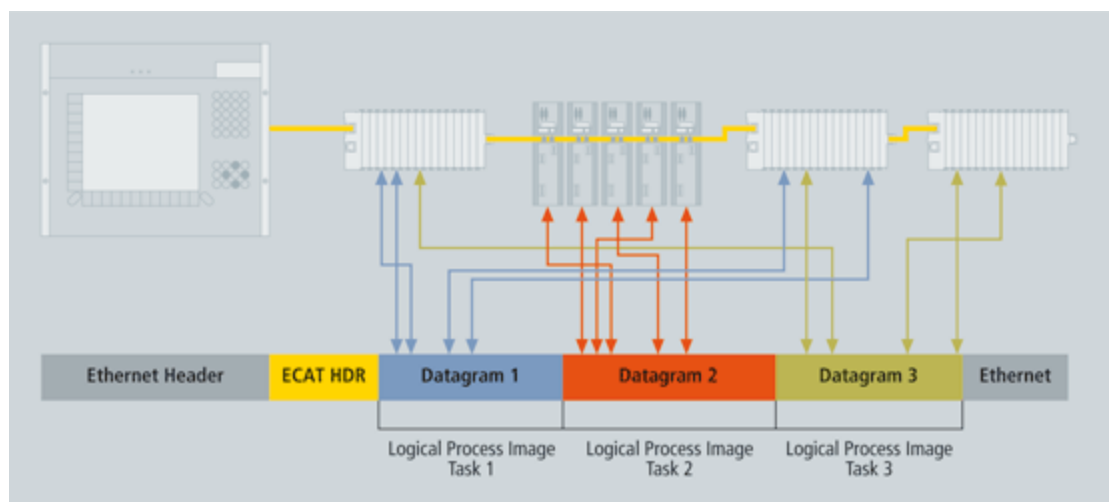 Ethernet Header
ECAT HDR
Datagram 1
Datagram 2
Datagram 3
Ethernet
Logical Process Image
Task 1
Logical Process Image
Task 2
Logical Process Image
Task 3